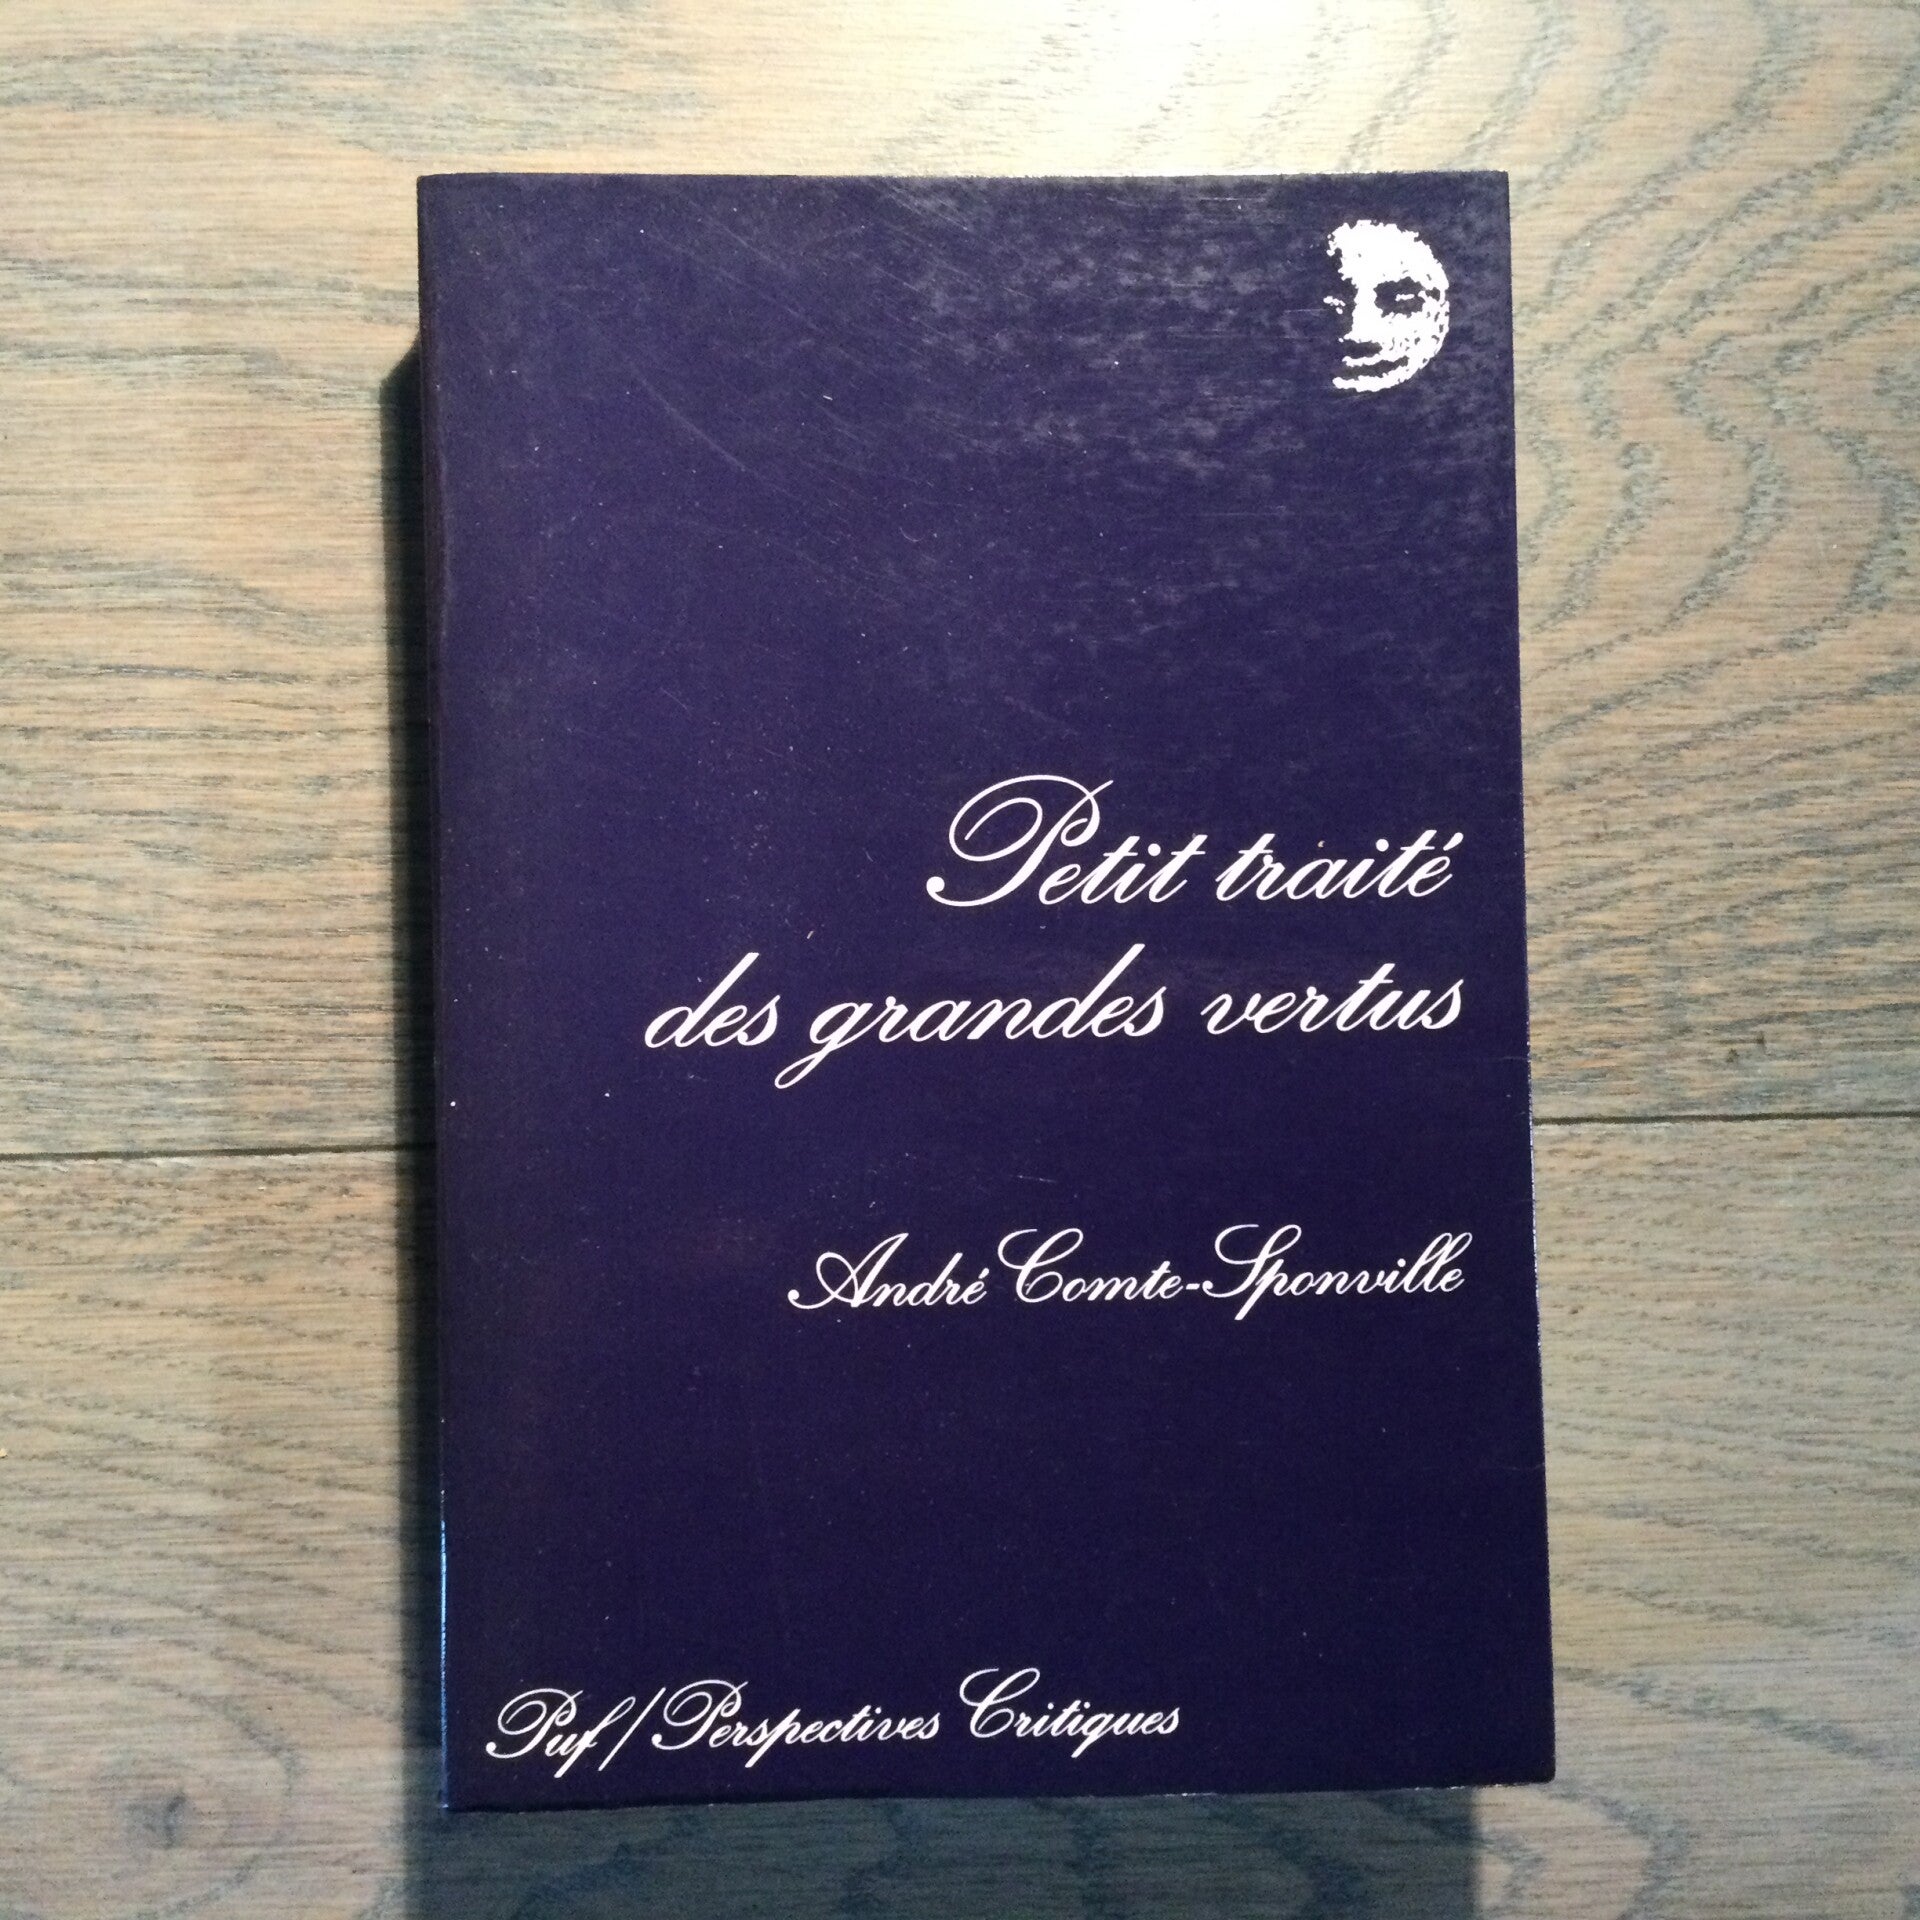 Petit traité
des grandes vertus
André Comte-Sponville
Puf/Perspectives Critiques